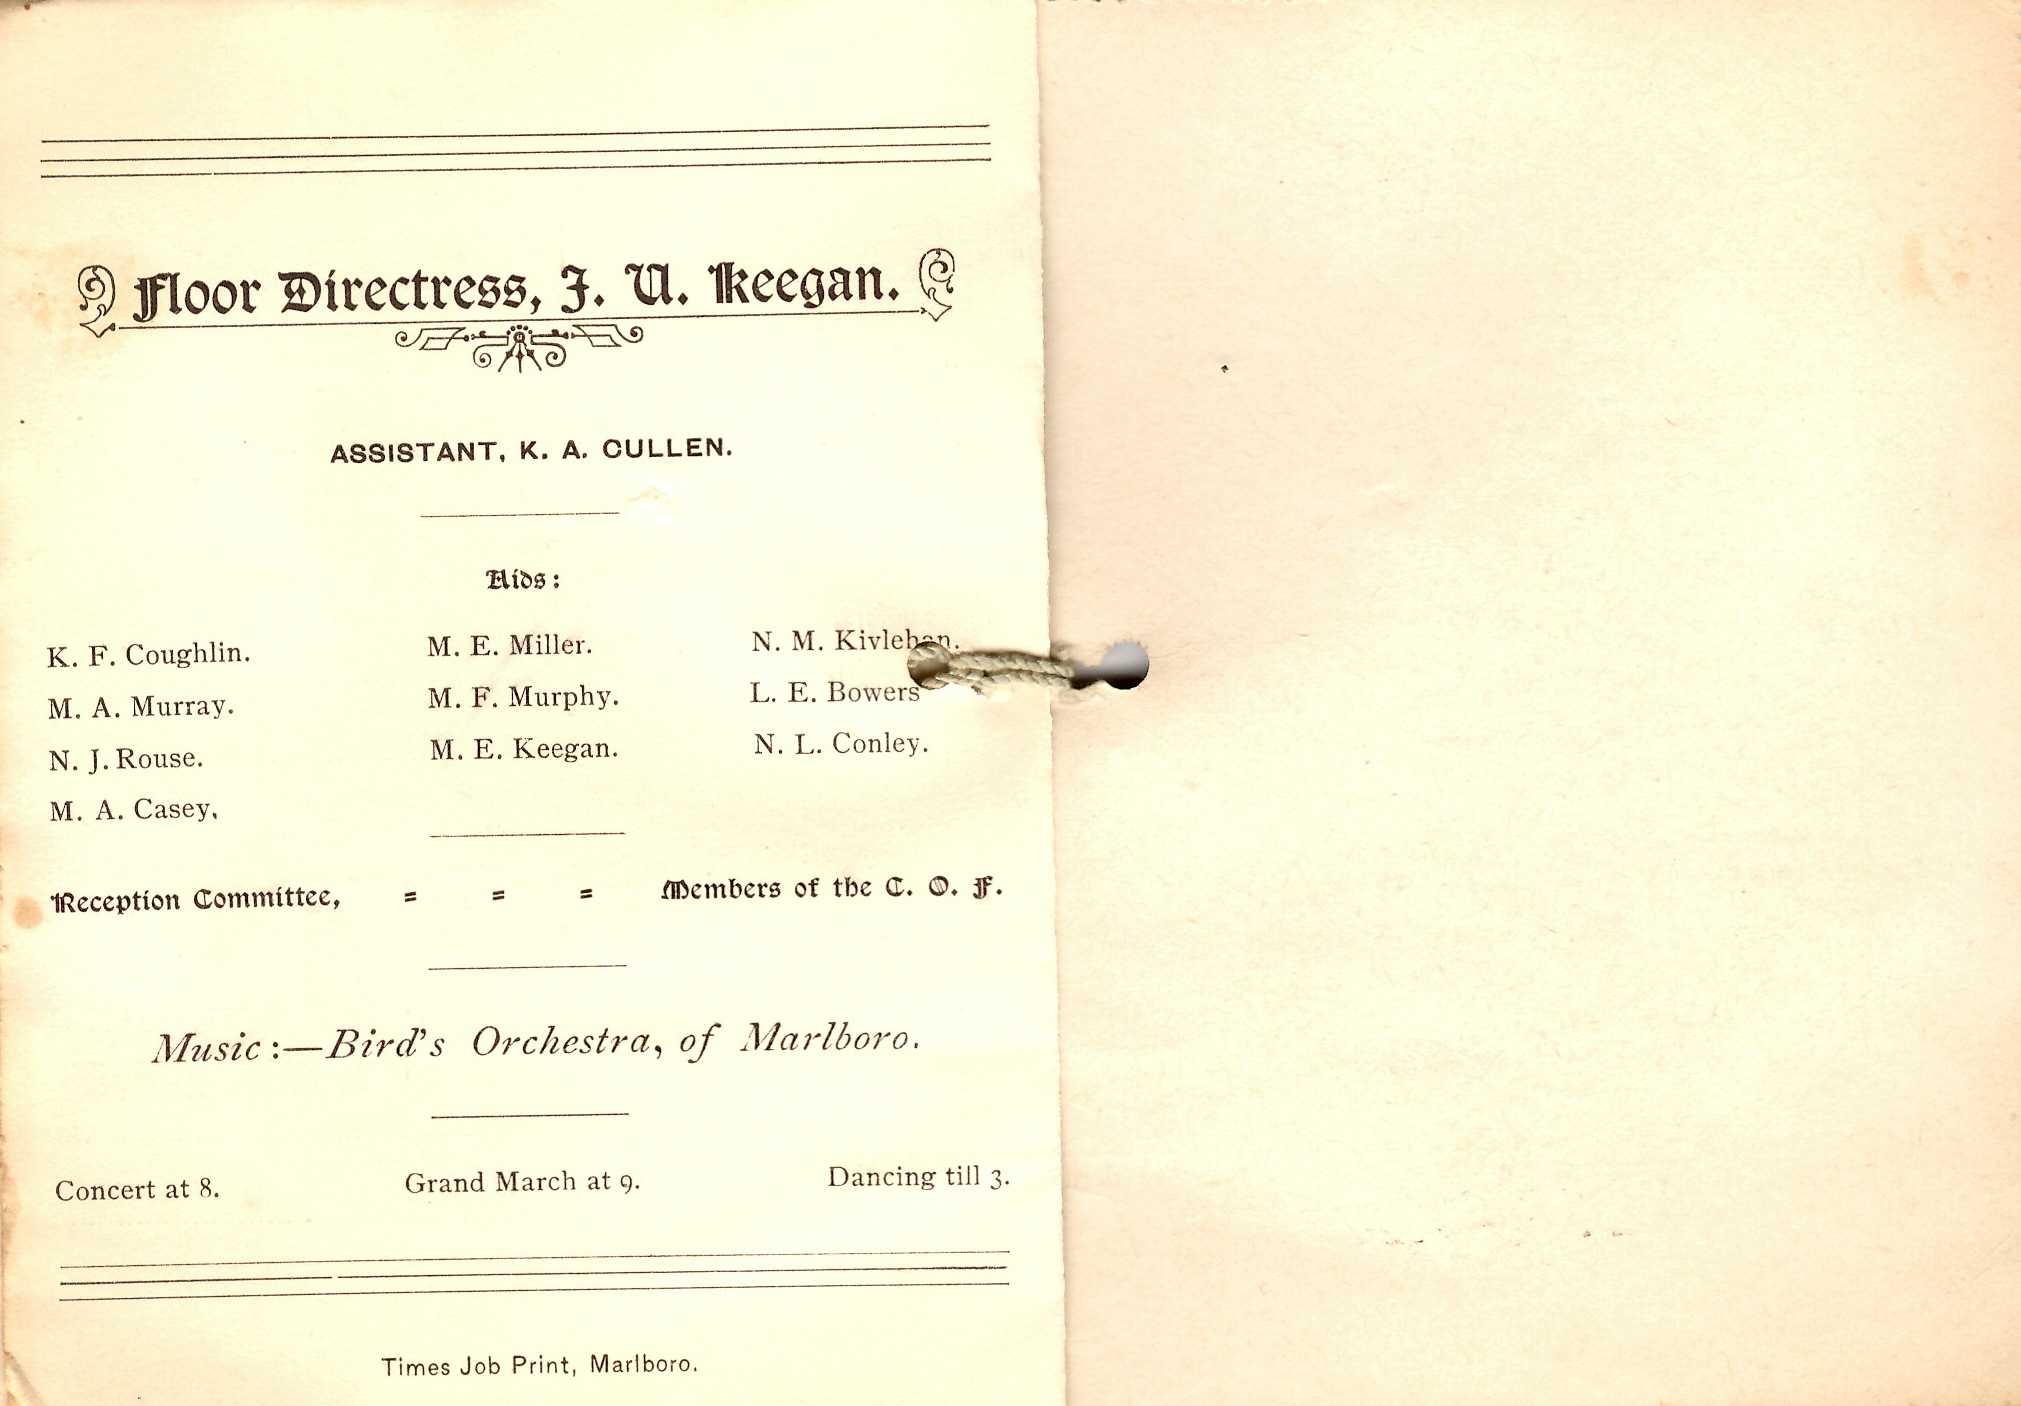 Floor Directress, J. U. Keegan.
ASSISTANT, K. A. CULLEN.
Aids:
K. F. Coughlin. M. E. Miller. N. M. Kivlehan.
M. A. Murray. M. F. Murphy. L. E. Bowers
N. J. Rouse. M. E. Keegan. N. L. Conley.
M. A. Casey.
Reception Committee, = = = Members of the C. O. F.
Music:—Bird's Orchestra, of Marlboro.
Concert at 8. Grand March at 9. Dancing till 3.
Times Job Print, Marlboro.